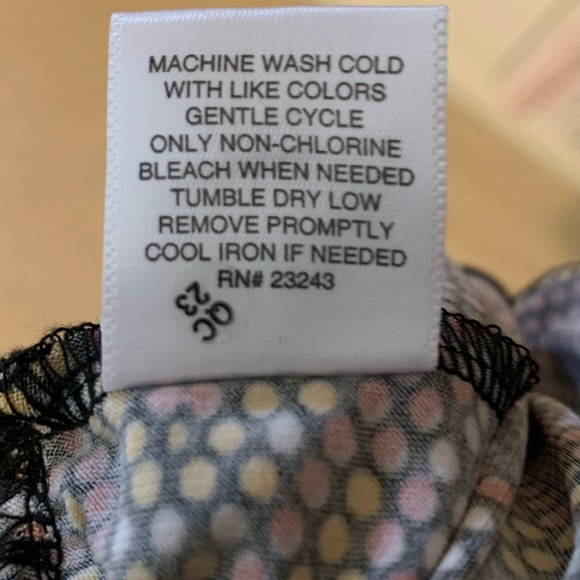 MACHINE WASH COLD
WITH LIKE COLORS
GENTLE CYCLE
ONLY NON-CHLORINE
BLEACH WHEN NEEDED
TUMBLE DRY LOW
REMOVE PROMPTLY
COOL IRON IF NEEDED
RN# 23243
QC
23